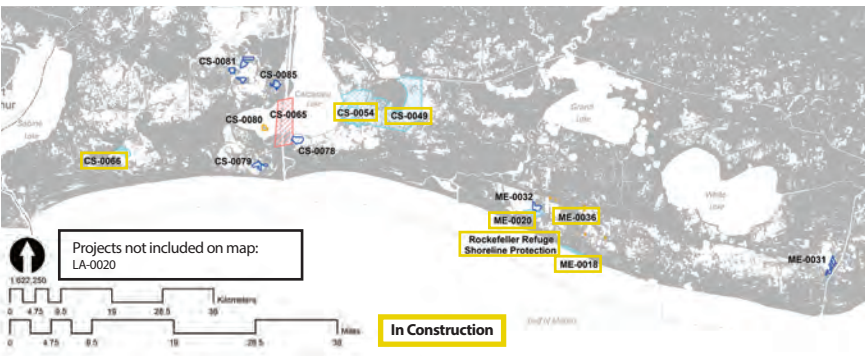 CS-0081
CS-0085
Calcasieu
Lake
CS-0065
CS-0054
CS-0049
CS-0080
CS-0078
CS-0079
CS-0066
Sabine
Lake
Grand
Lake
White
Lake
ME-0032
ME-0020
ME-0036
Rockefeller Refuge
Shoreline Protection
ME-0018
ME-0031
Projects not included on map:
LA-0020
1:622,250
Kilometers
0 4.75 9.5 19 28.5 38
Miles
0 4.75 9.5 19 28.5 38
In Construction
Gulf of Mexico